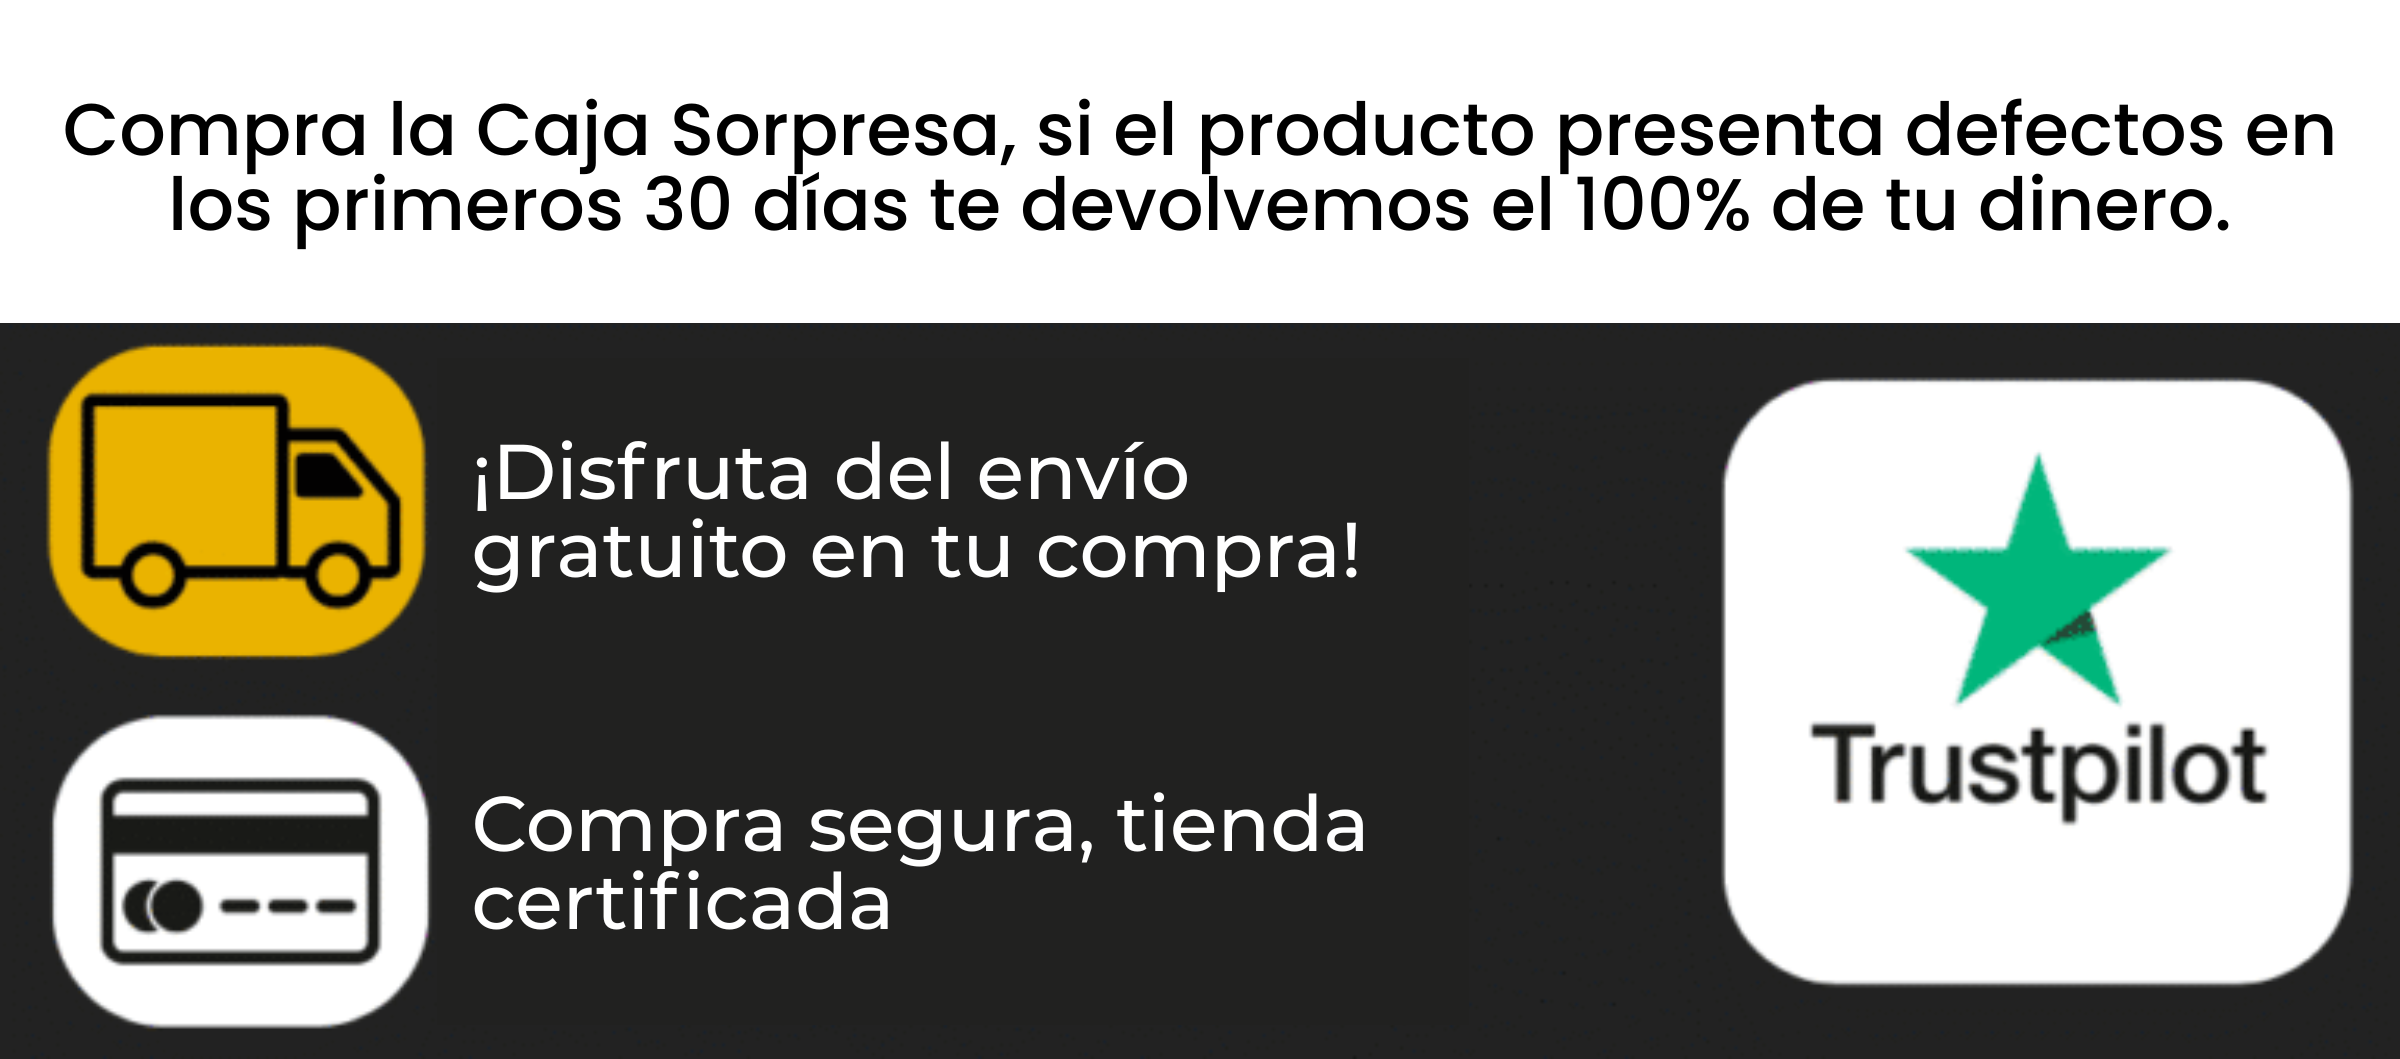 Compra la Caja Sorpresa, si el producto presenta defectos en
los primeros 30 días te devolvemos el 100% de tu dinero.
¡Disfruta del envío
gratuito en tu compra!
Compra segura, tienda
certificada
Trustpilot